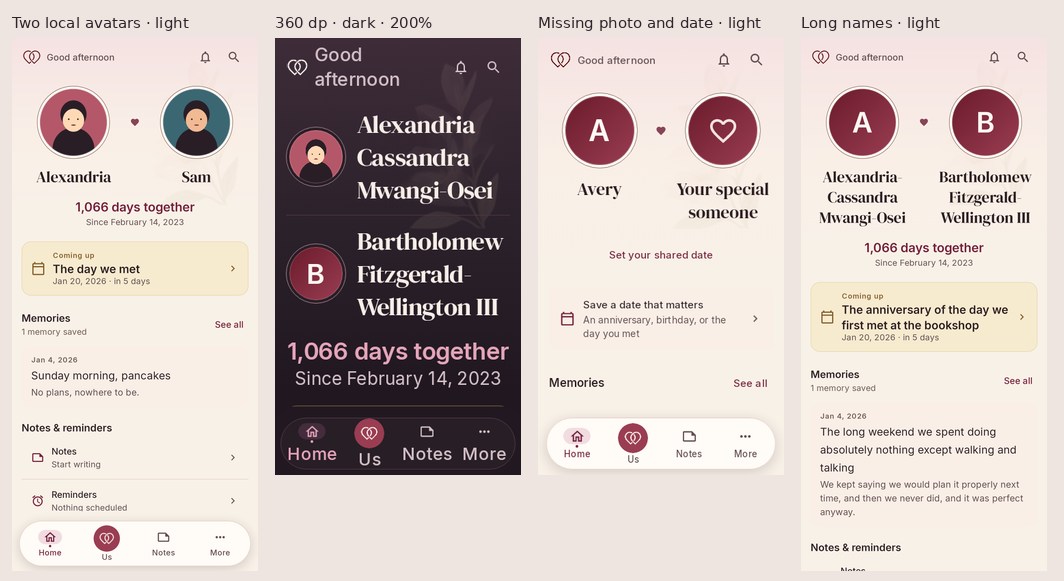 Two local avatars · light
Good afternoon
Alexandria
Sam
1,066 days together
Since February 14, 2023
Coming up
The day we met
Jan 20, 2026 · in 5 days
Memories
1 memory saved
See all
Jan 4, 2026
Sunday morning, pancakes
No plans, nowhere to be.
Notes & reminders
Notes
Start writing
Reminders
Nothing scheduled
Home
Us
Notes
More
360 dp · dark · 200%
Good
afternoon
Alexandria
Cassandra
Mwangi-Osei
B
Bartholomew
Fitzgerald-
Wellington III
1,066 days together
Since February 14, 2023
Home
Us
Notes
More
Missing photo and date · light
Good afternoon
A
Avery
Your special
someone
Set your shared date
Save a date that matters
An anniversary, birthday, or the
day you met
Memories
See all
Home
Us
Notes
More
Long names · light
Good afternoon
A
B
Alexandria-
Cassandra
Mwangi-Osei
Bartholomew
Fitzgerald-
Wellington III
1,066 days together
Since February 14, 2023
Coming up
The anniversary of the day we
first met at the bookshop
Jan 20, 2026 · in 5 days
Memories
1 memory saved
See all
Jan 4, 2026
The long weekend we spent doing
absolutely nothing except walking and
talking
We kept saying we would plan it properly next
time, and then we never did, and it was perfect
anyway.
Notes & reminders
Notes